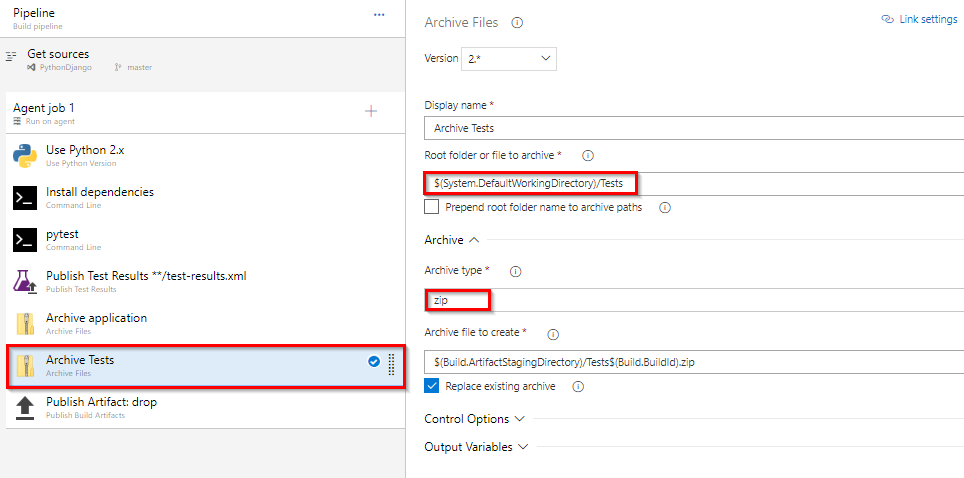 Pipeline
Build pipeline
Get sources
PythonDjango master
Agent job 1
Run on agent
Use Python 2.x
Use Python Version
Install dependencies
Command Line
pytest
Command Line
Publish Test Results **/test-results.xml
Publish Test Results
Archive application
Archive Files
Archive Tests
Archive Files
Publish Artifact: drop
Publish Build Artifacts
Archive Files
Link settings
Version 2.*
Display name *
Archive Tests
Root folder or file to archive *
$(System.DefaultWorkingDirectory)/Tests
Prepend root folder name to archive paths
Archive
Archive type *
zip
Archive file to create *
$(Build.ArtifactStagingDirectory)/Tests$(Build.BuildId).zip
Replace existing archive
Control Options
Output Variables